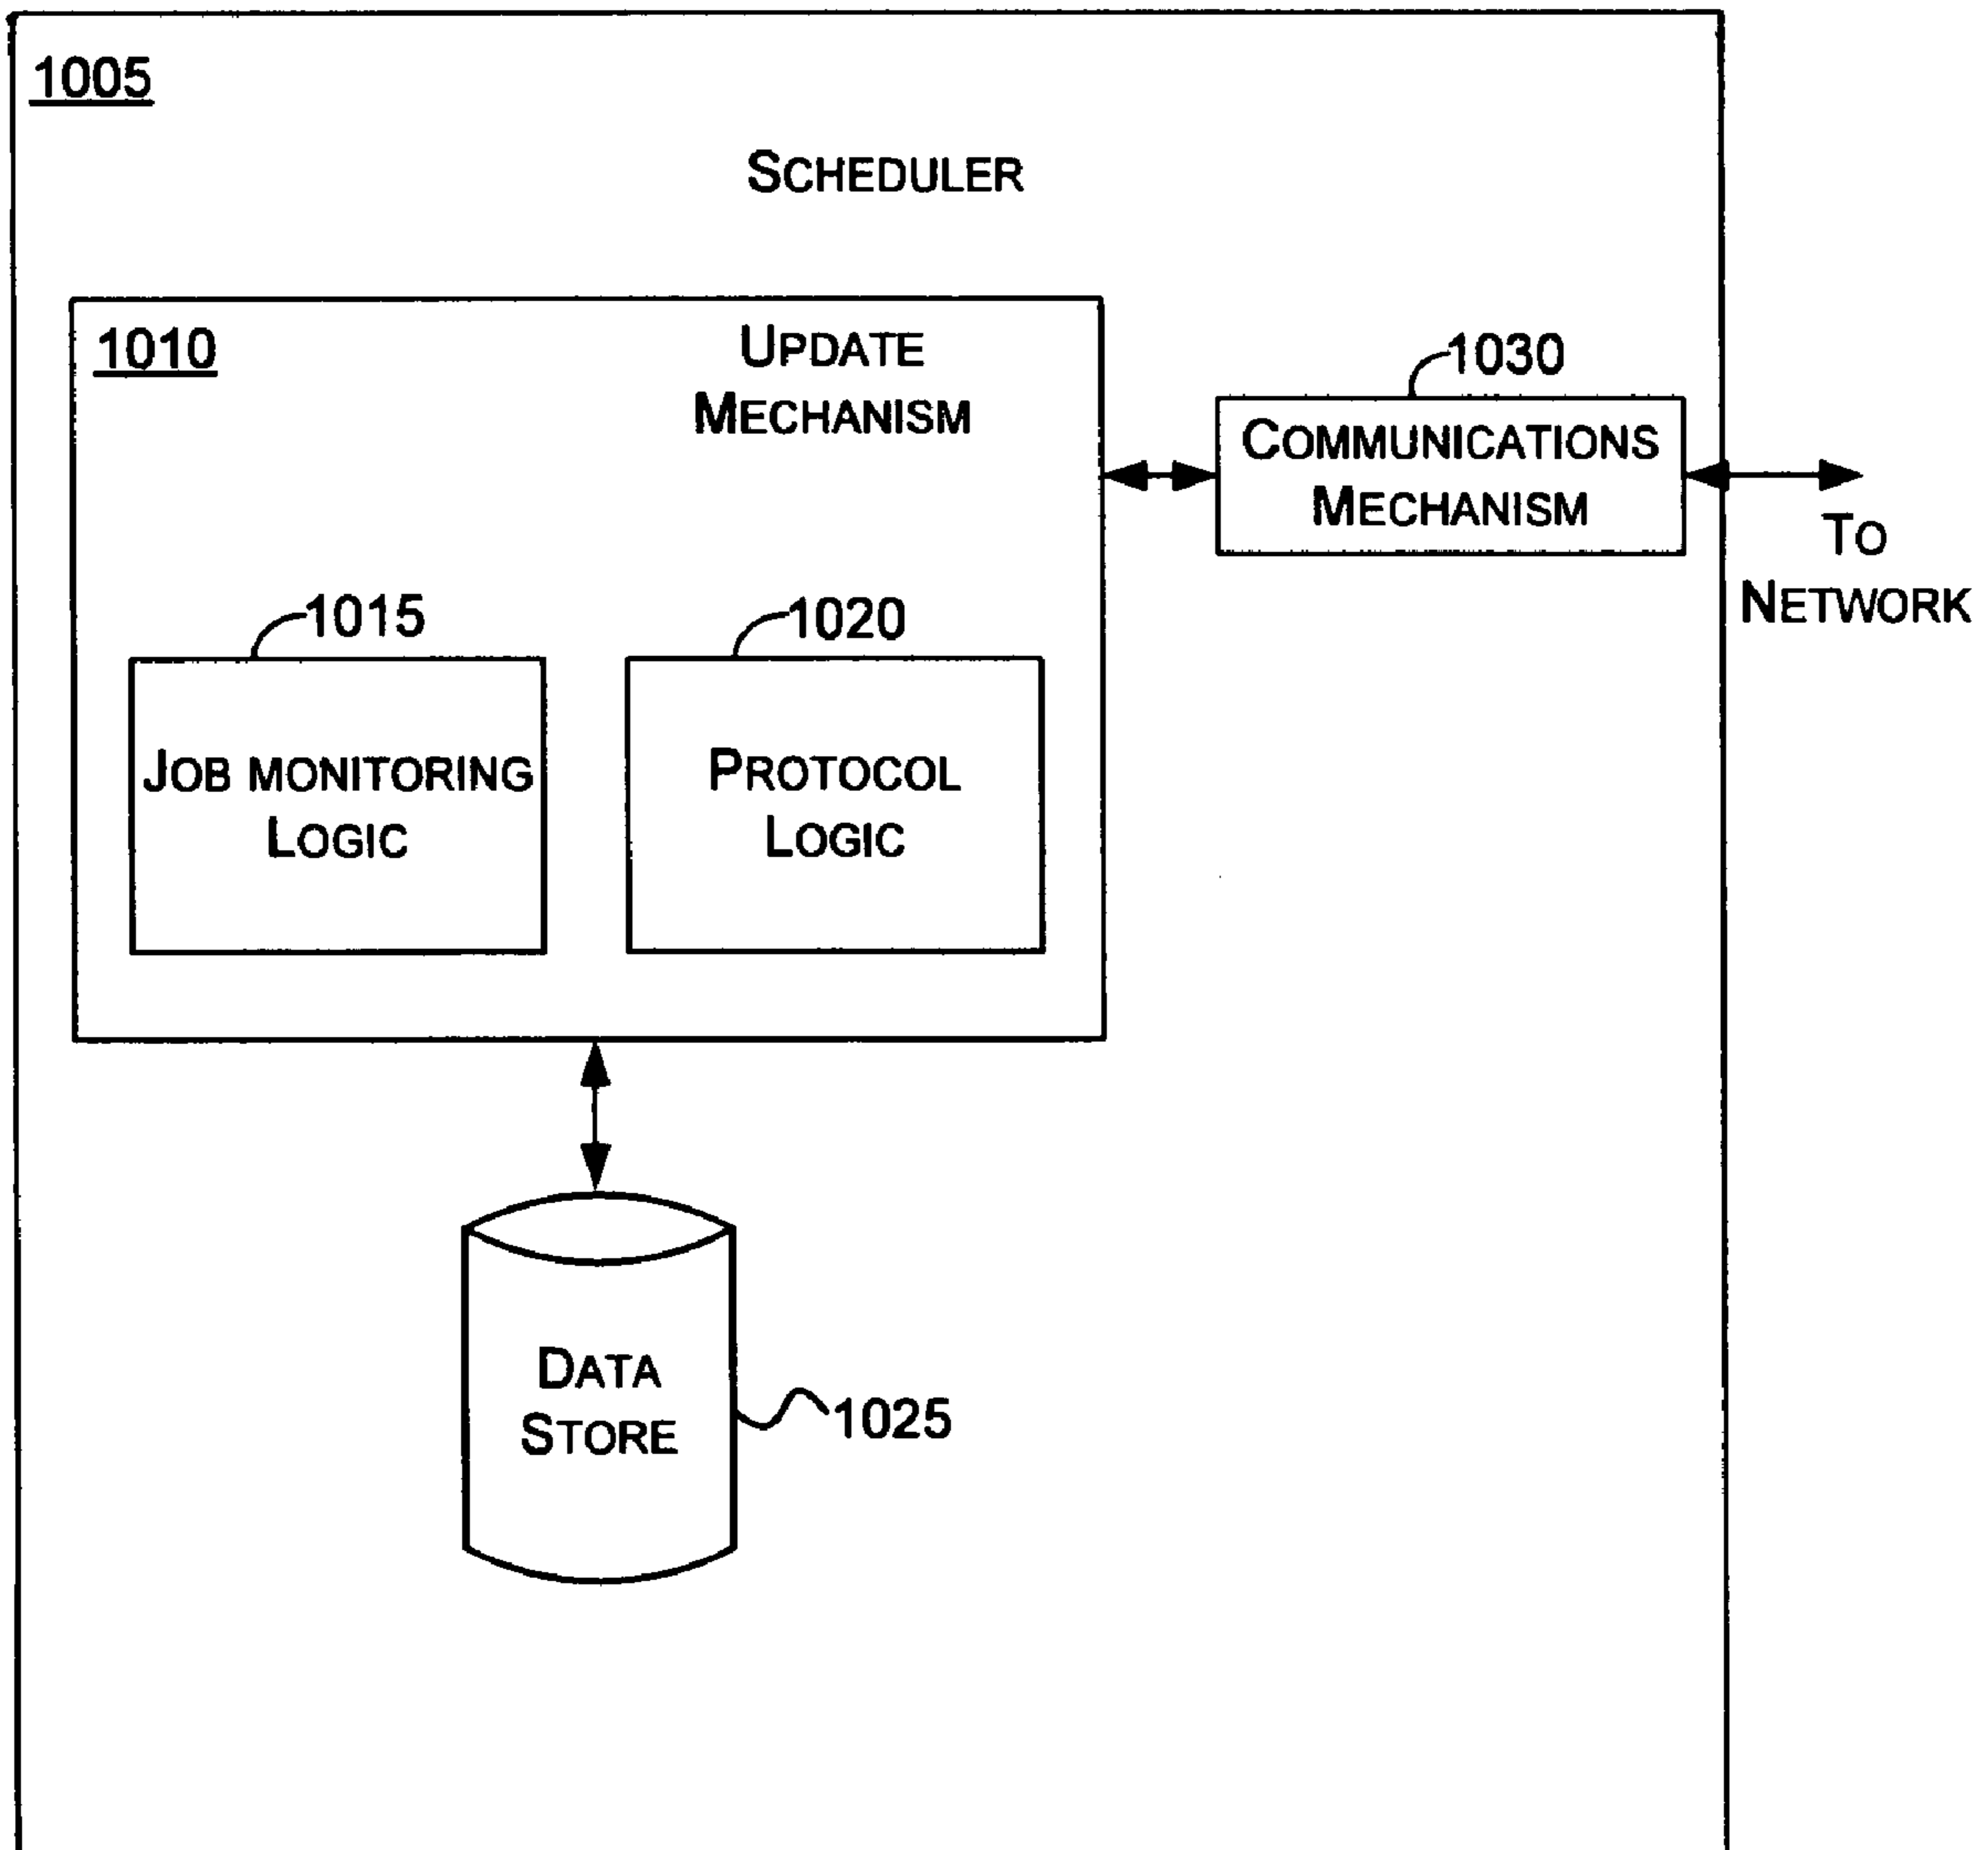 1005
SCHEDULER
1010
UPDATE
MECHANISM
1030
COMMUNICATIONS
MECHANISM
TO
NETWORK
1015
1020
JOB MONITORING
LOGIC
PROTOCOL
LOGIC
DATA
STORE
1025